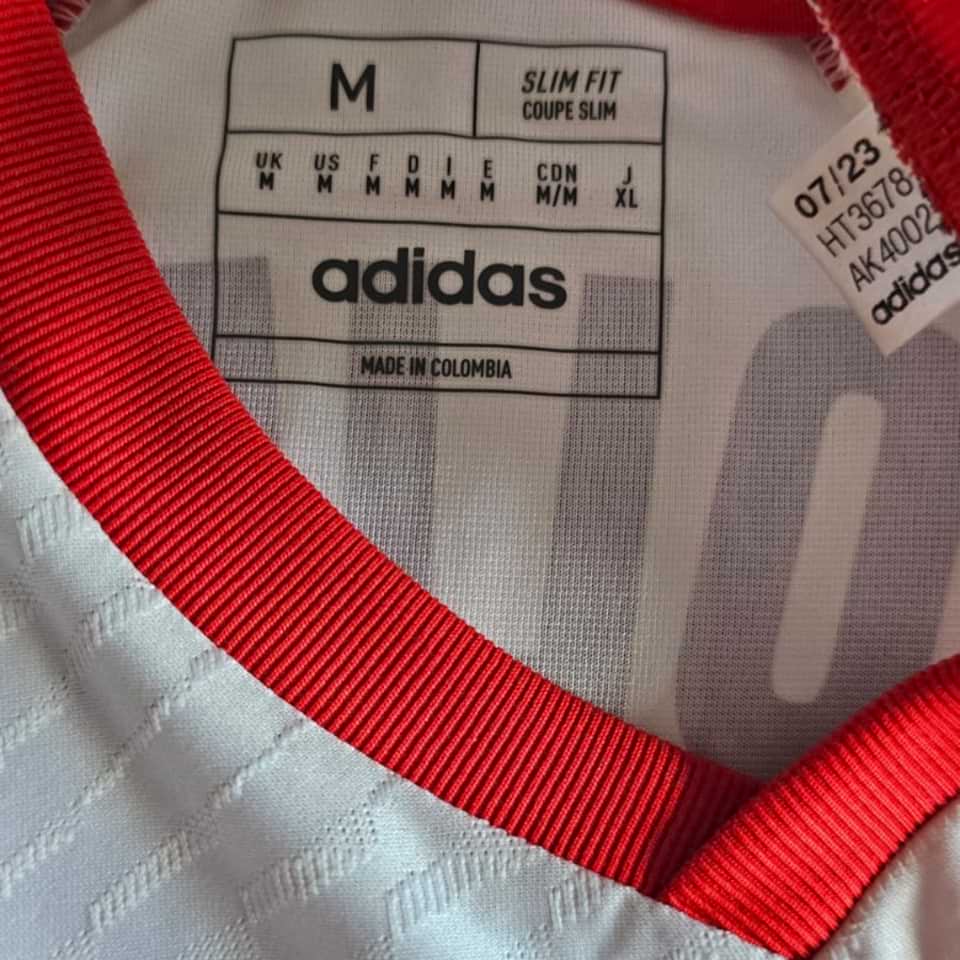 M
SLIM FIT
COUPE SLIM
UK US F D I E CDN J
M M M M M M M/M XL
adidas
MADE IN COLOMBIA
07/23
HT3678
AK4002
adidas